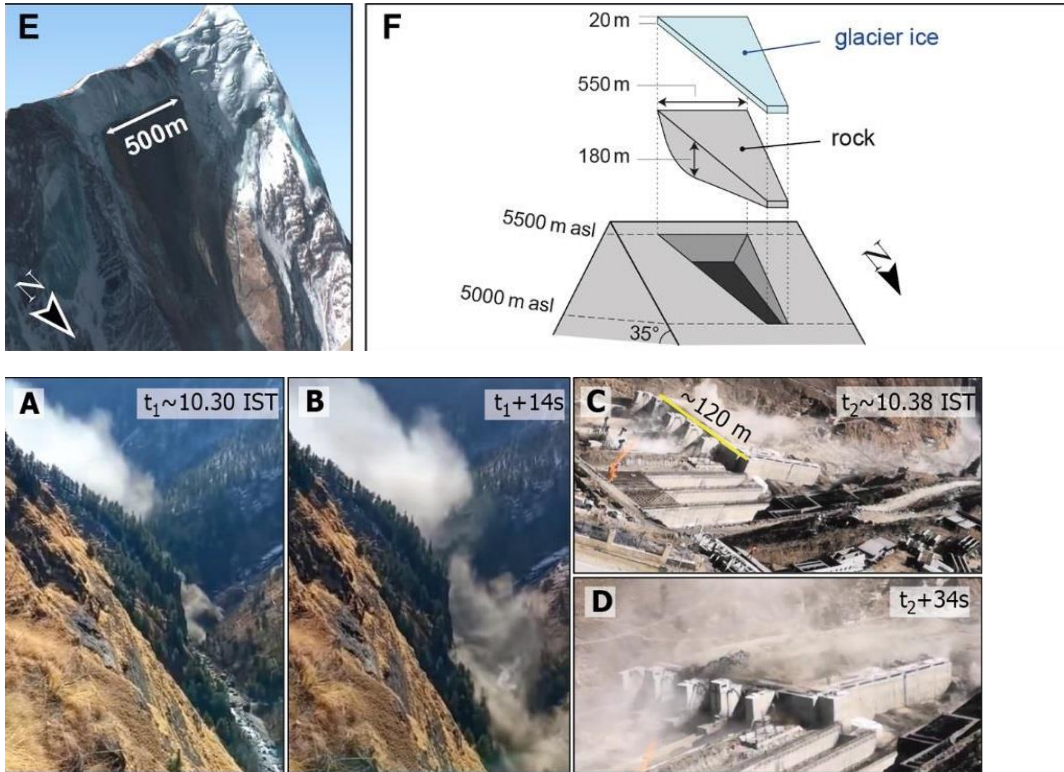 E
500m
N
F
20 m
glacier ice
550 m
rock
180 m
5500 m asl
5000 m asl
35°
N
A
t1~10.30 IST
B
t1+14s
C
t2~10.38 IST
~120 m
D
t2+34s